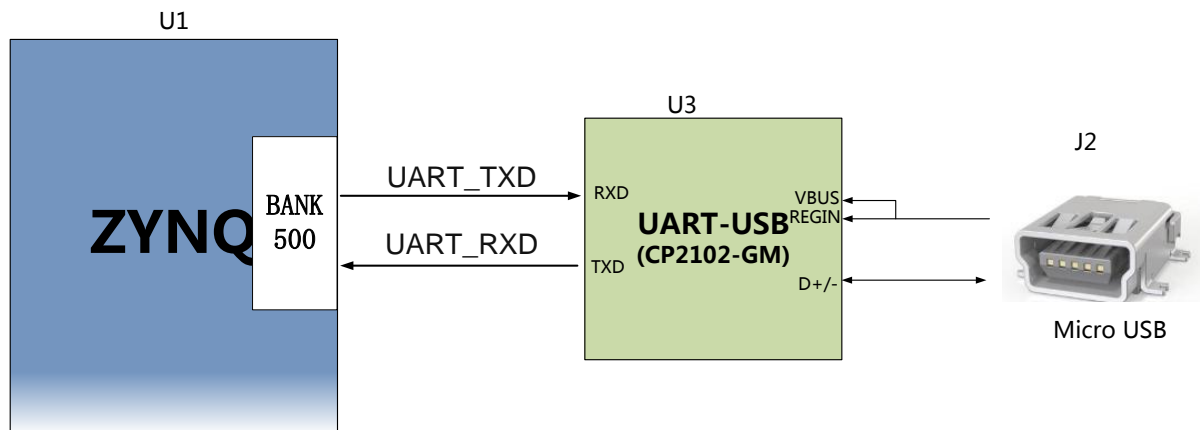 U1
ZYNQ
BANK
500
UART_TXD
UART_RXD
U3
RXD
TXD
UART-USB
(CP2102-GM)
VBUS
REGIN
D+/-
J2
Micro USB